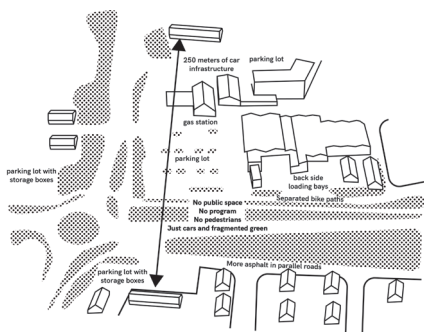 250 meters of car
infrastructure
parking lot
gas station
parking lot
parking lot with
storage boxes
back side
loading bays
Separated bike paths
No public space
No program
No pedestrians
Just cars and fragmented green
More asphalt in parallel roads
parking lot with
storage boxes